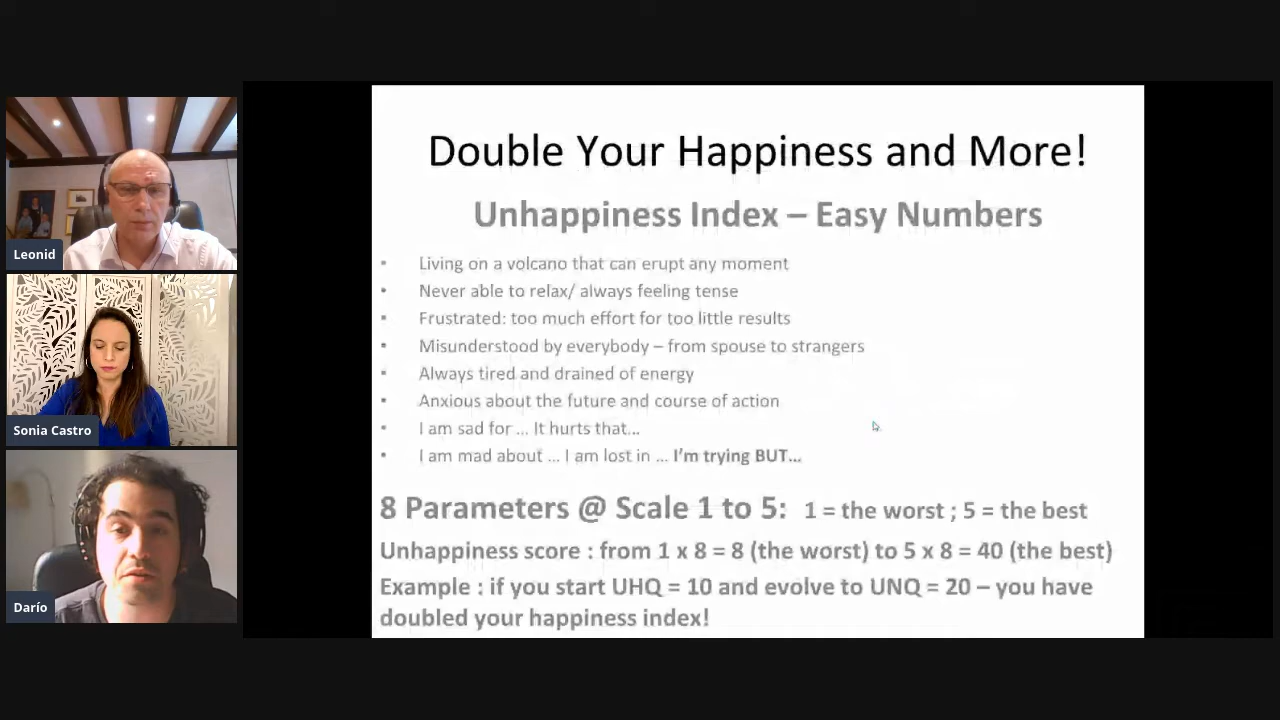 Double Your Happiness and More!
Unhappiness Index – Easy Numbers
• Living on a volcano that can erupt any moment
• Never able to relax/ always feeling tense
• Frustrated: too much effort for too little results
• Misunderstood by everybody – from spouse to strangers
• Always tired and drained of energy
• Anxious about the future and course of action
• I am sad for ... It hurts that...
• I am mad about ... I am lost in ... I'm trying BUT...
8 Parameters @ Scale 1 to 5: 1 = the worst ; 5 = the best
Unhappiness score : from 1 x 8 = 8 (the worst) to 5 x 8 = 40 (the best)
Example : if you start UHQ = 10 and evolve to UNQ = 20 – you have
doubled your happiness index!
Leonid
Sonia Castro
Darío